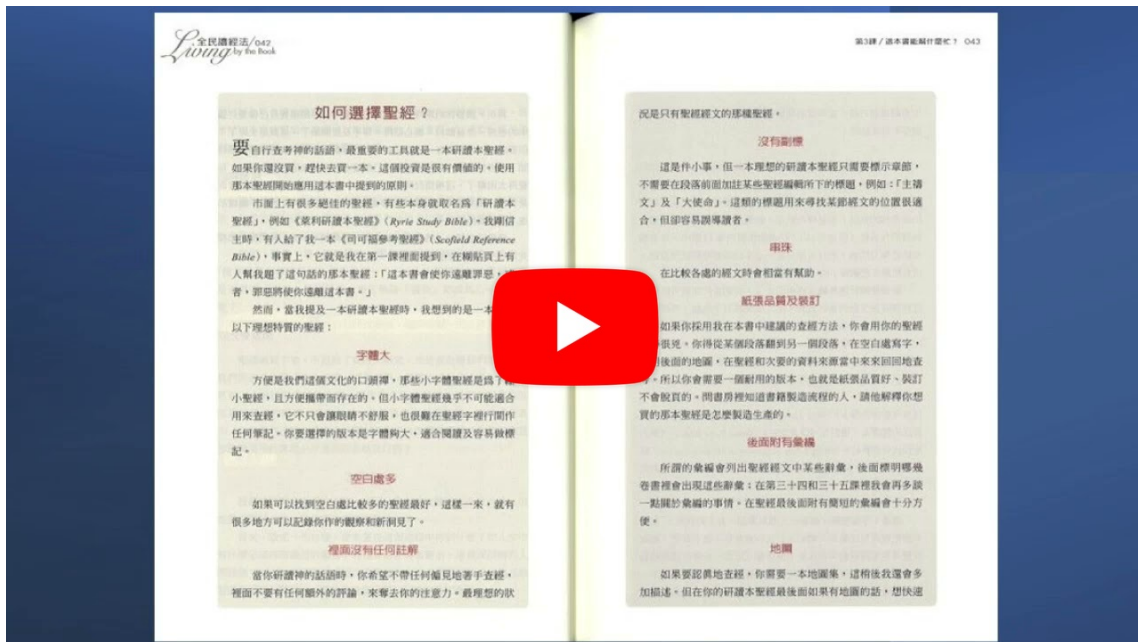 全民讀經法/042
Living by the Book
如何選擇聖經？
要自行查考神的話語，最重要的工具就是一本研讀本聖經。
如果你還沒買，趕快去買一本。這個投資是很有價值的。使用
那本聖經開始應用這本書中提到的原則。
市面上有很多絕佳的聖經，有些本身就取名爲「研讀本
聖經」，例如《萊利研讀本聖經》（Ryrie Study Bible）。我剛信
主時，有人給了我一本《司可福參考聖經》（Scofield Reference
Bible），事實上，它就是我在第一課裡面提到，在糊貼頁上有
人幫我題了這句話的那本聖經：「這本書會使你遠離罪惡，
者，罪惡將使你遠離這本書。」
然而，當我提及一本研讀本聖經時，我想到的是一本
以下理想特質的聖經：
字體大
方便是我們這個文化的口頭禪，那些小字體聖經是爲了
小聖經，且方便攜帶而存在的。但小字體聖經幾乎不可能適合
用來查經，它不只會讓眼睛不舒服，也很難在聖經字裡行間作
任何筆記。你要選擇的版本是字體夠大，適合閱讀及容易做標
記。
空白處多
如果可以找到空白處比較多的聖經最好，這樣一來，就有
很多地方可以記錄你作的觀察和新洞見了。
裡面沒有任何註解
當你研讀神的話語時，你希望不帶任何偏見地著手查經，
裡面不要有任何額外的評論，來奪去你的注意力。最理想的狀
第3課/這本書能幫什麼忙？ 043
況是只有聖經經文的那種聖經。
沒有副標
這是件小事，但一本理想的研讀本聖經只需要標示章節，
不需要在段落前面加註某些聖經編輯所下的標題，例如：「主禱
文」及「大使命」。這類的標題用來尋找某節經文的位置很適
合，但卻容易誤導讀者。
串珠
在比較各處的經文時會相當有幫助。
紙張品質及裝訂
如果你採用我在本書中建議的查經方法，你會用你的聖經
很兇。你得從某個段落翻到另一個段落，在空白處寫字，
後面的地圖，在聖經和次要的資料來源當中來來回回地查
。所以你會需要一個耐用的版本，也就是紙張品質好、裝訂
不會脫頁的。問書房裡知道書籍製造流程的人，請他解釋你想
買的那本聖經是怎麼製造生產的。
後面附有彙編
所謂的彙編會列出聖經經文中某些辭彙，後面標明哪幾
卷書裡會出現這些辭彙；在第三十四和三十五課裡我會再多談
一點關於彙編的事情。在聖經最後面附有簡短的彙編會十分方
便。
地圖
如果要認真地查經，你需要一本地圖集，這稍後我還會多
加描述。但在你的研讀本聖經最後面如果有地圖的話，想快速